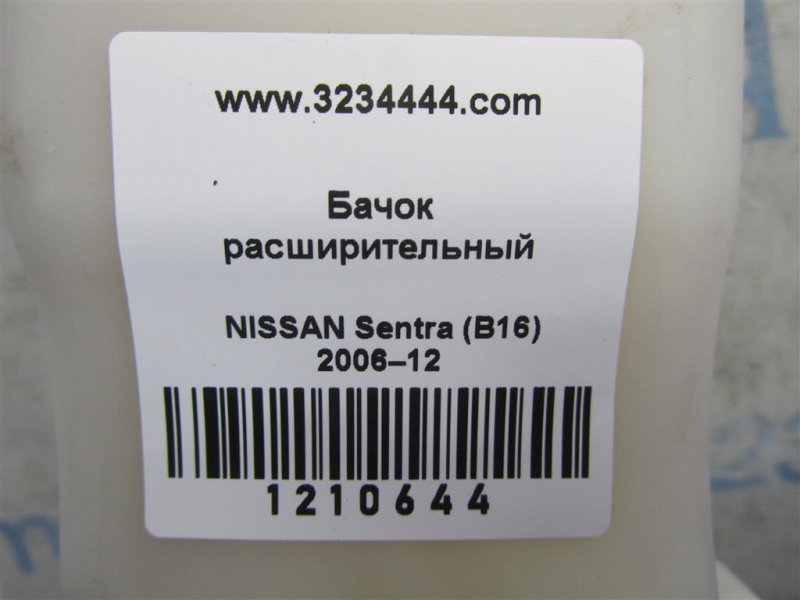 www.3234444.com
Бачок
расширительный
NISSAN Sentra (B16)
2006–12
1210644